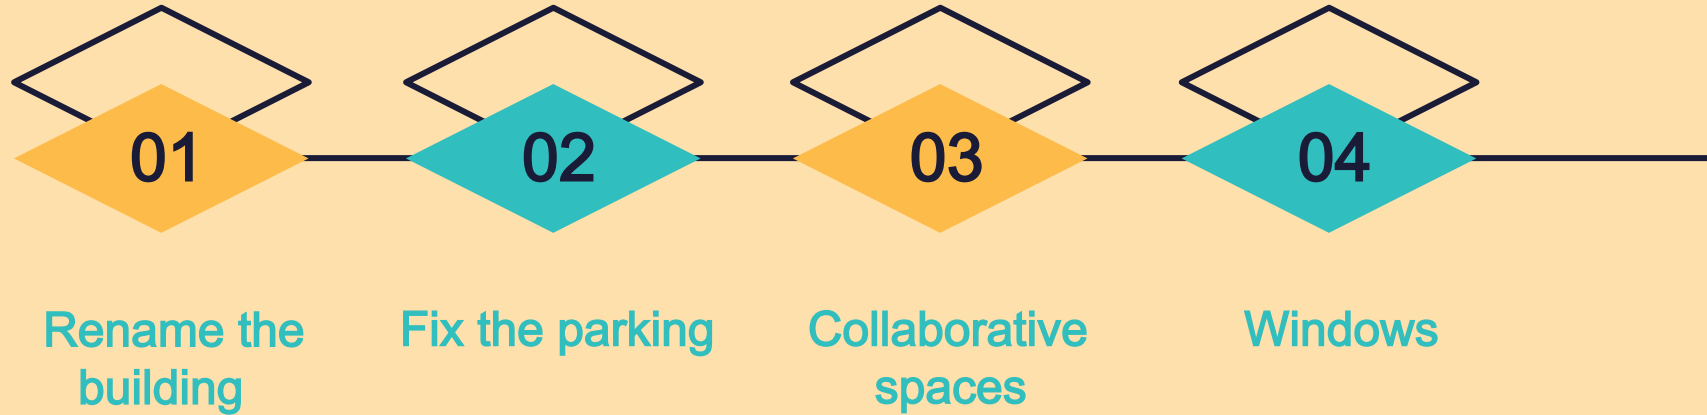 01
02
03
04
Rename the
building
Fix the parking
Collaborative
spaces
Windows